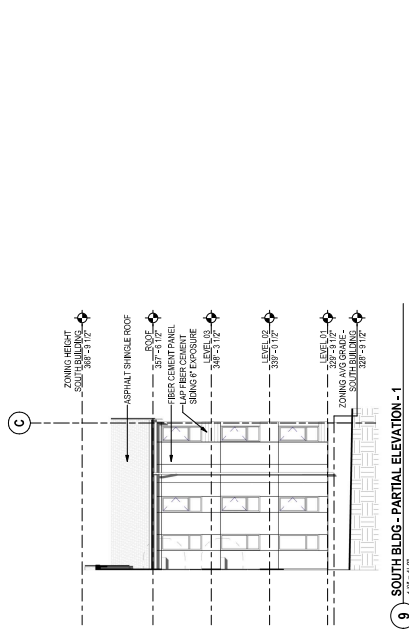 C
ZONING HEIGHT
SOUTH BUILDING
368' - 9 1/2"
ASPHALT SHINGLE ROOF
ROOF
357' - 6 1/2"
FIBER CEMENT PANEL
LAP FIBER CEMENT
SIDING 6" EXPOSURE
LEVEL 03
348' - 3 1/2"
LEVEL 02
339' - 0 1/2"
LEVEL 01
329' - 9 1/2"
ZONING AVG GRADE -
SOUTH BUILDING
328' - 9 1/2"
9
SOUTH BLDG - PARTIAL ELEVATION - 1